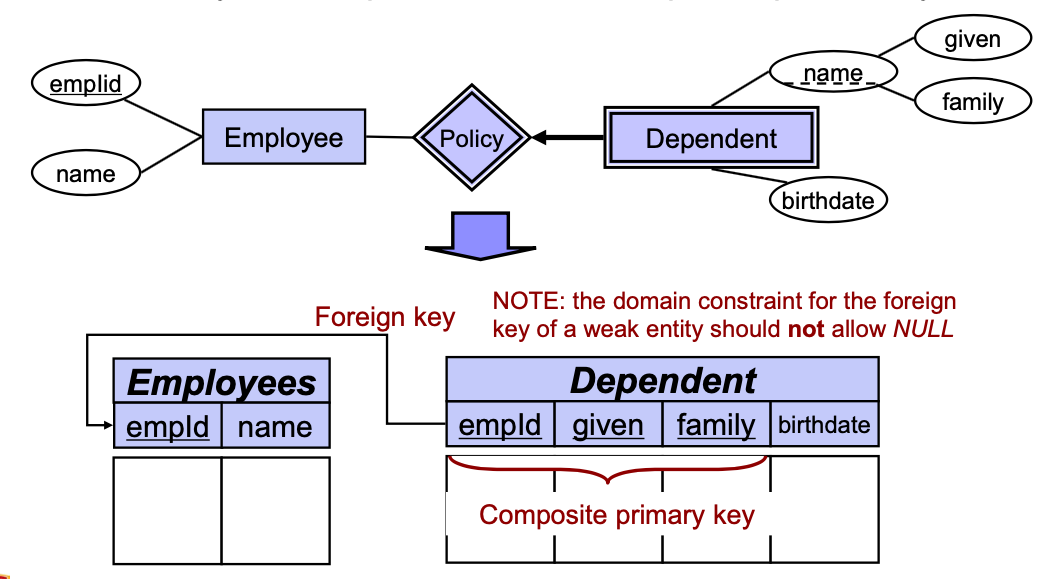 given
name
emplid
family
Employee
Policy
Dependent
name
birthdate
NOTE: the domain constraint for the foreign
key of a weak entity should not allow NULL
Foreign key
Employees
empId
name
Dependent
empId
given
family
birthdate
Composite primary key